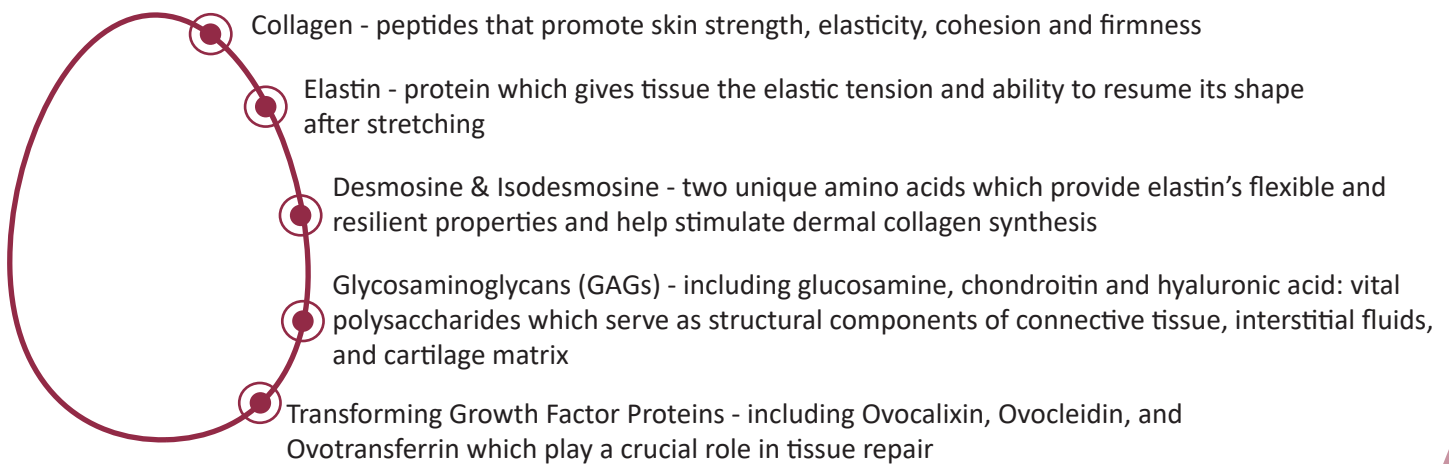 Collagen - peptides that promote skin strength, elasticity, cohesion and firmness
Elastin - protein which gives tissue the elastic tension and ability to resume its shape
after stretching
Desmosine & Isodesmosine - two unique amino acids which provide elastin’s flexible and
resilient properties and help stimulate dermal collagen synthesis
Glycosaminoglycans (GAGs) - including glucosamine, chondroitin and hyaluronic acid: vital
polysaccharides which serve as structural components of connective tissue, interstitial fluids,
and cartilage matrix
Transforming Growth Factor Proteins - including Ovocalixin, Ovocleidin, and
Ovotransferrin which play a crucial role in tissue repair